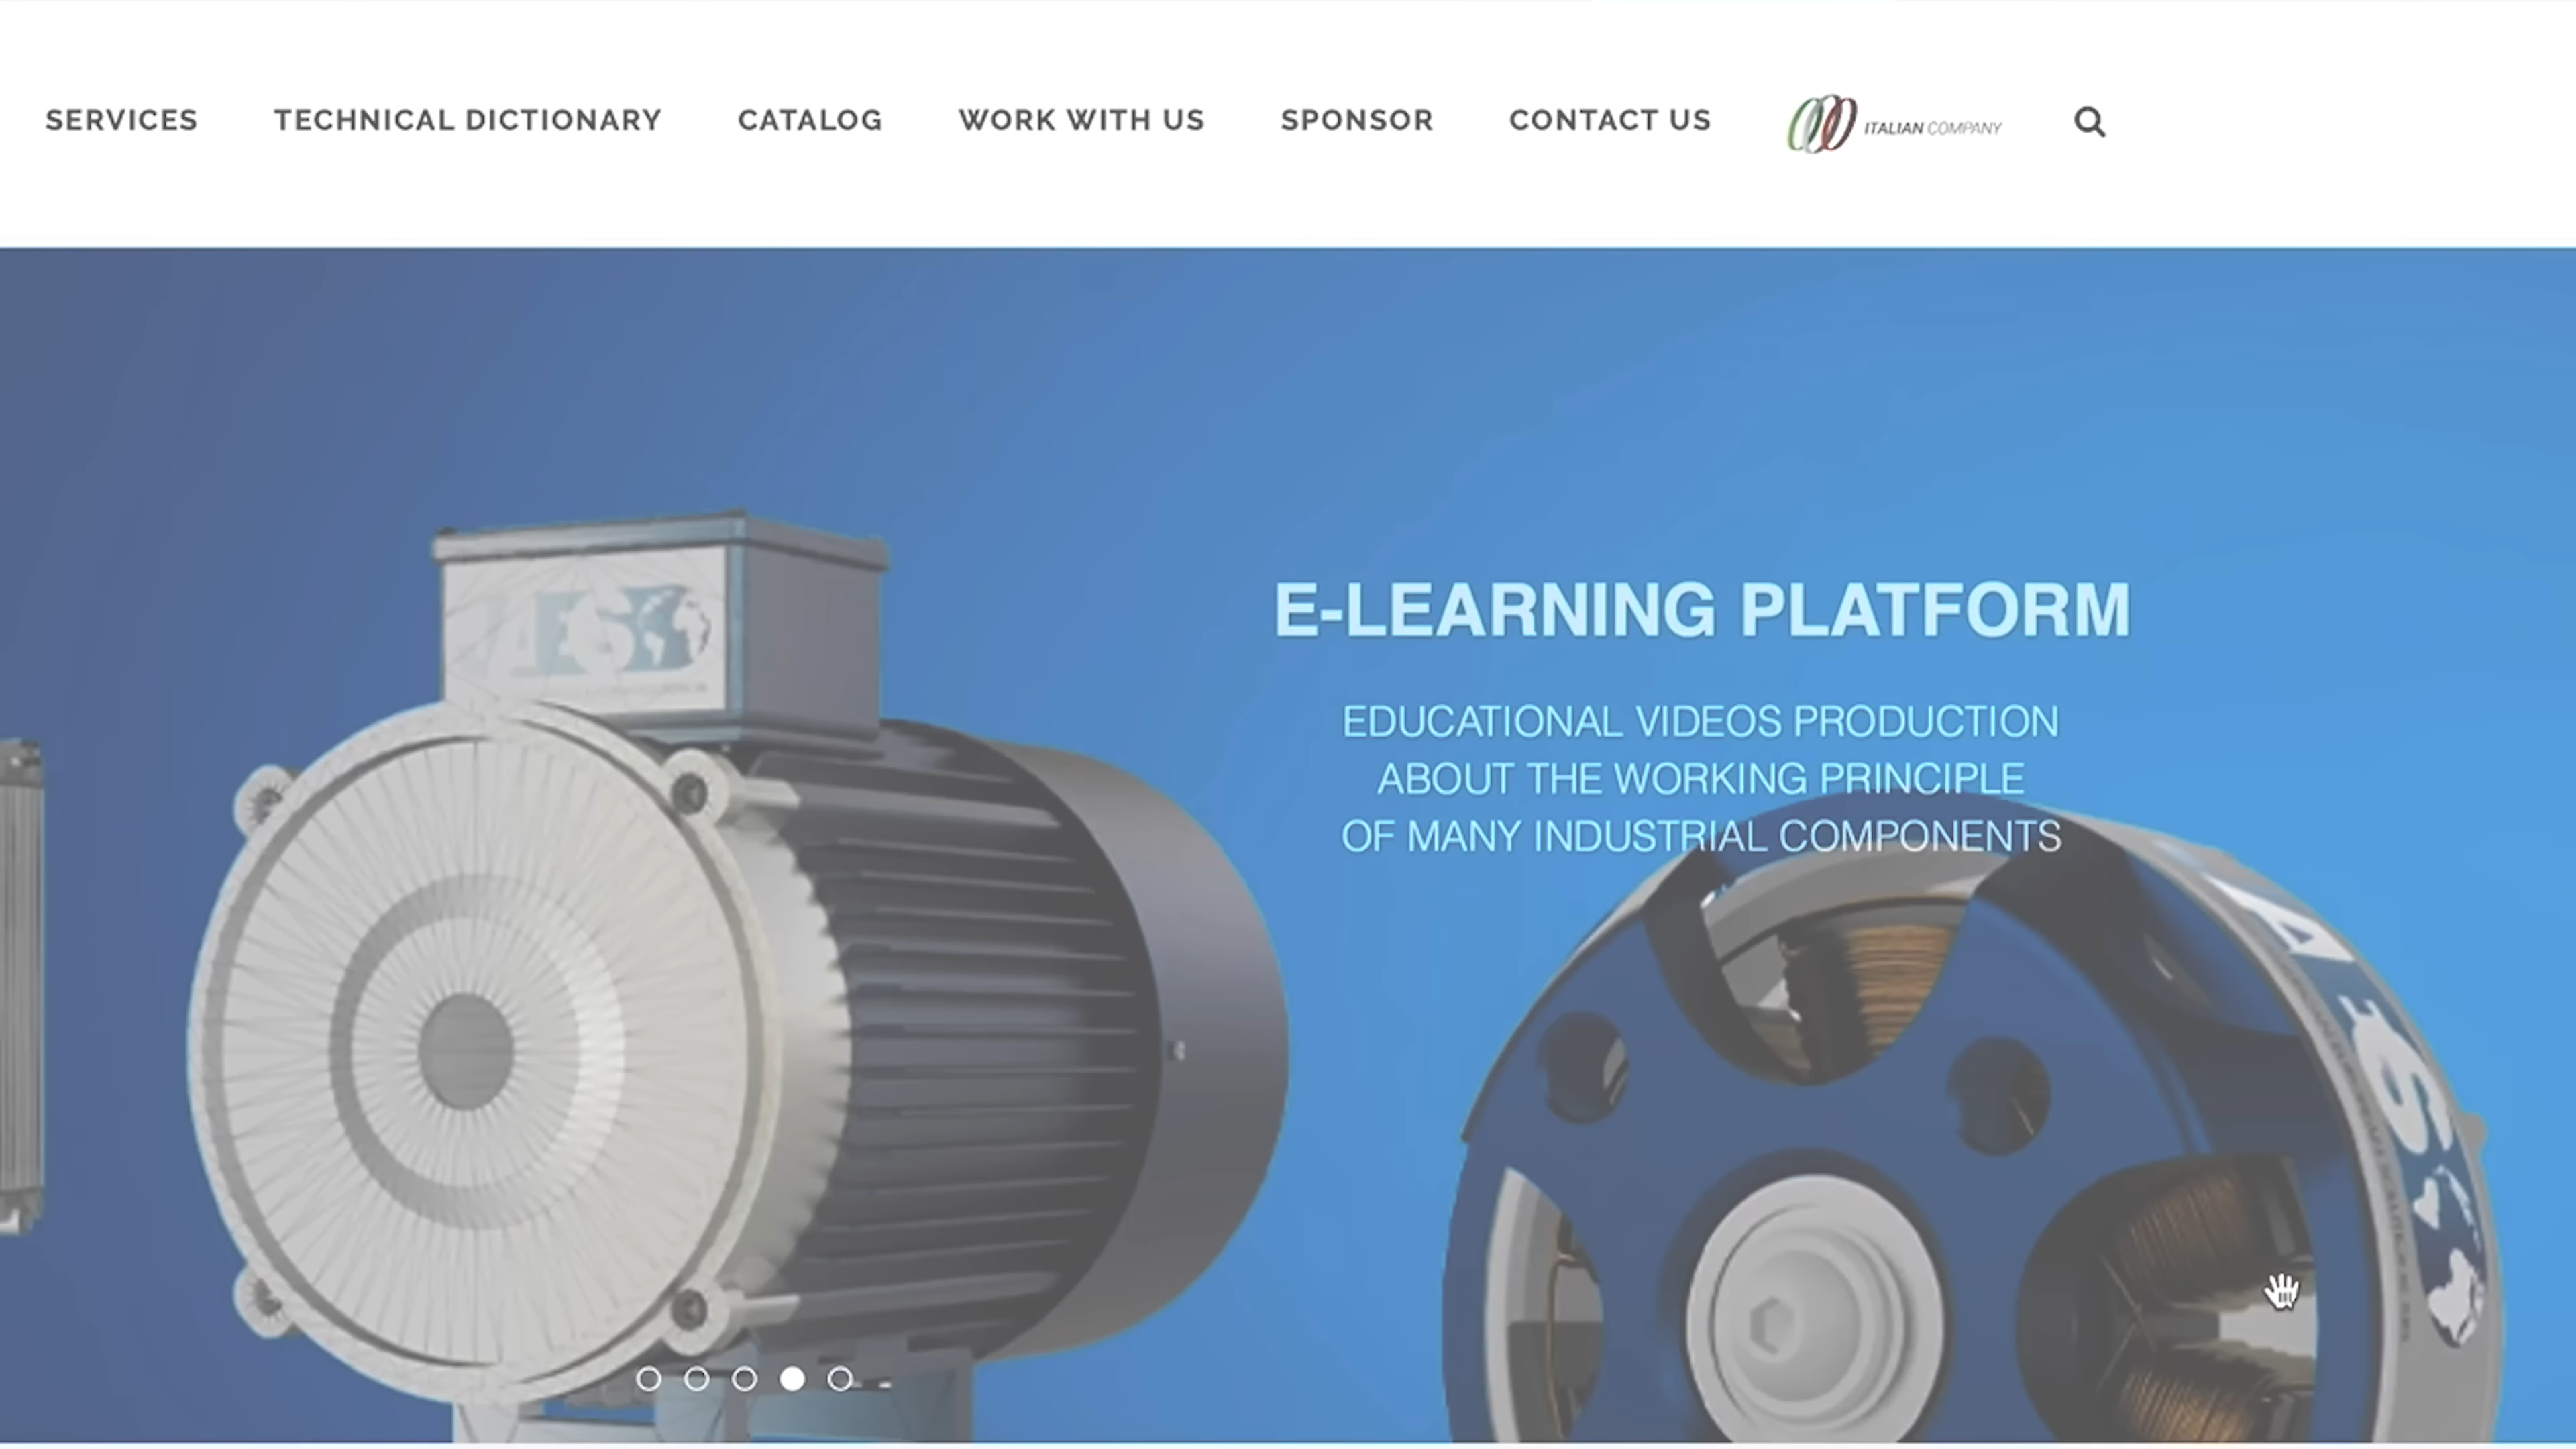 SERVICES TECHNICAL DICTIONARY CATALOG WORK WITH US SPONSOR CONTACT US ITALIAN COMPANY
E-LEARNING PLATFORM
EDUCATIONAL VIDEOS PRODUCTION
ABOUT THE WORKING PRINCIPLE
OF MANY INDUSTRIAL COMPONENTS